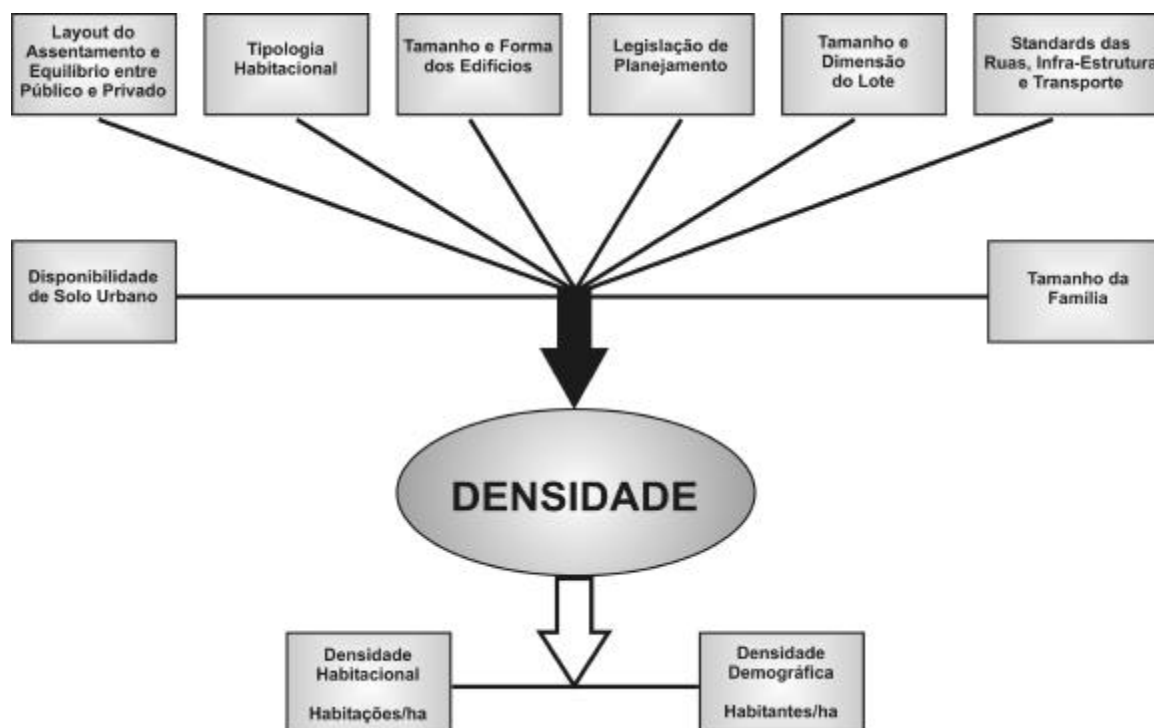 Layout do
Assentamento e
Equilíbrio entre
Público e Privado
Tipologia
Habitacional
Tamanho e Forma
dos Edifícios
Legislação de
Planejamento
Tamanho e
Dimensão
do Lote
Standards das
Ruas, Infra-Estrutura
e Transporte
Disponibilidade
de Solo Urbano
Tamanho da
Família
DENSIDADE
Densidade
Habitacional
Habitações/ha
Densidade
Demográfica
Habitantes/ha